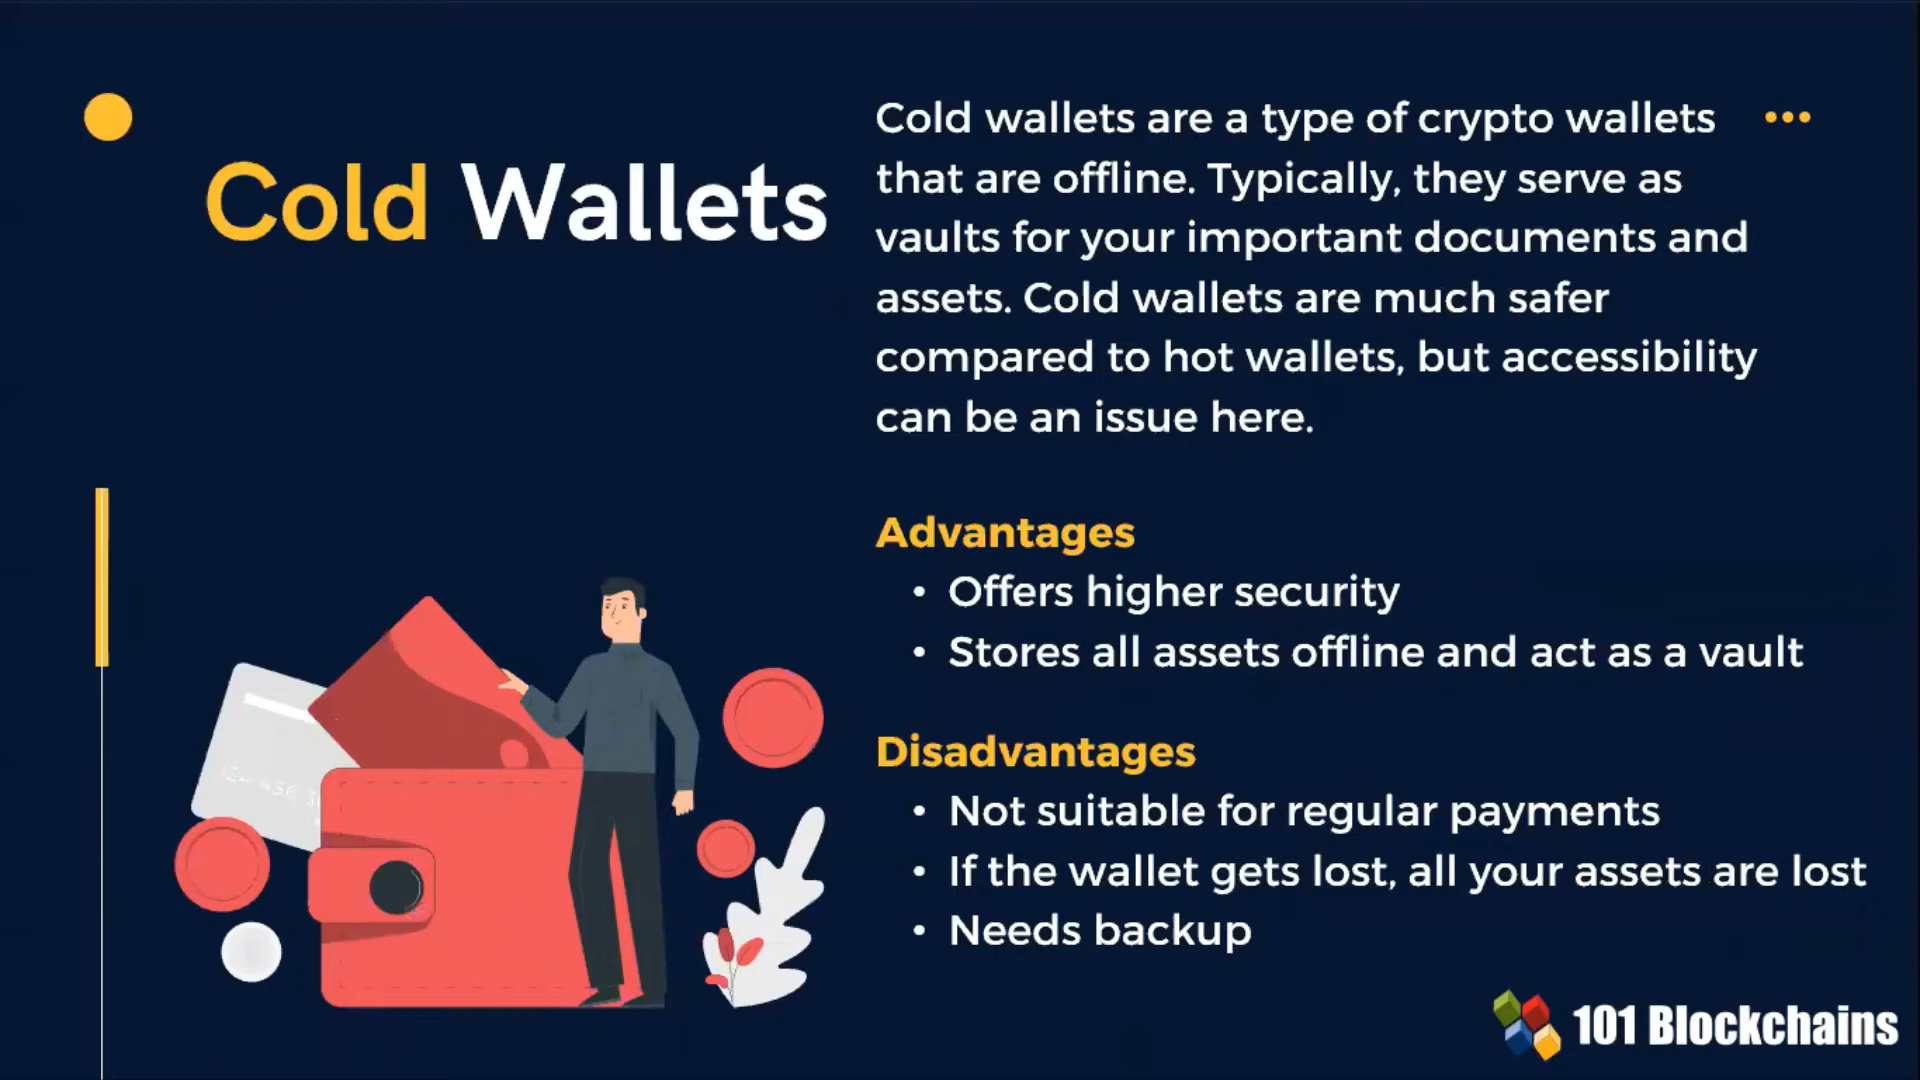 Cold Wallets
Cold wallets are a type of crypto wallets
that are offline. Typically, they serve as
vaults for your important documents and
assets. Cold wallets are much safer
compared to hot wallets, but accessibility
can be an issue here.
Advantages
• Offers higher security
• Stores all assets offline and act as a vault
Disadvantages
• Not suitable for regular payments
• If the wallet gets lost, all your assets are lost
• Needs backup
101 Blockchains